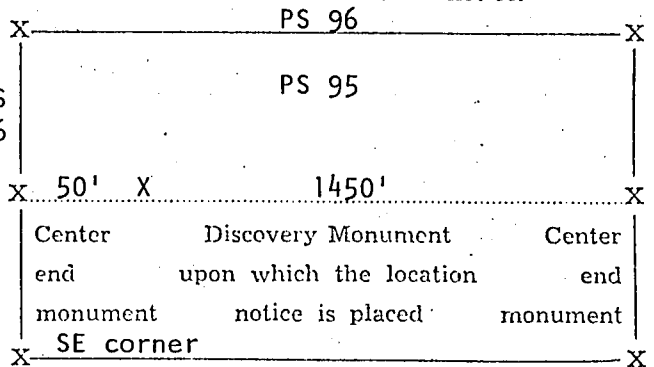 PS 96
X X
PS 95
X 50' X 1450' X
Center Discovery Monument Center
end upon which the location end
monument notice is placed monument
SE corner
X X